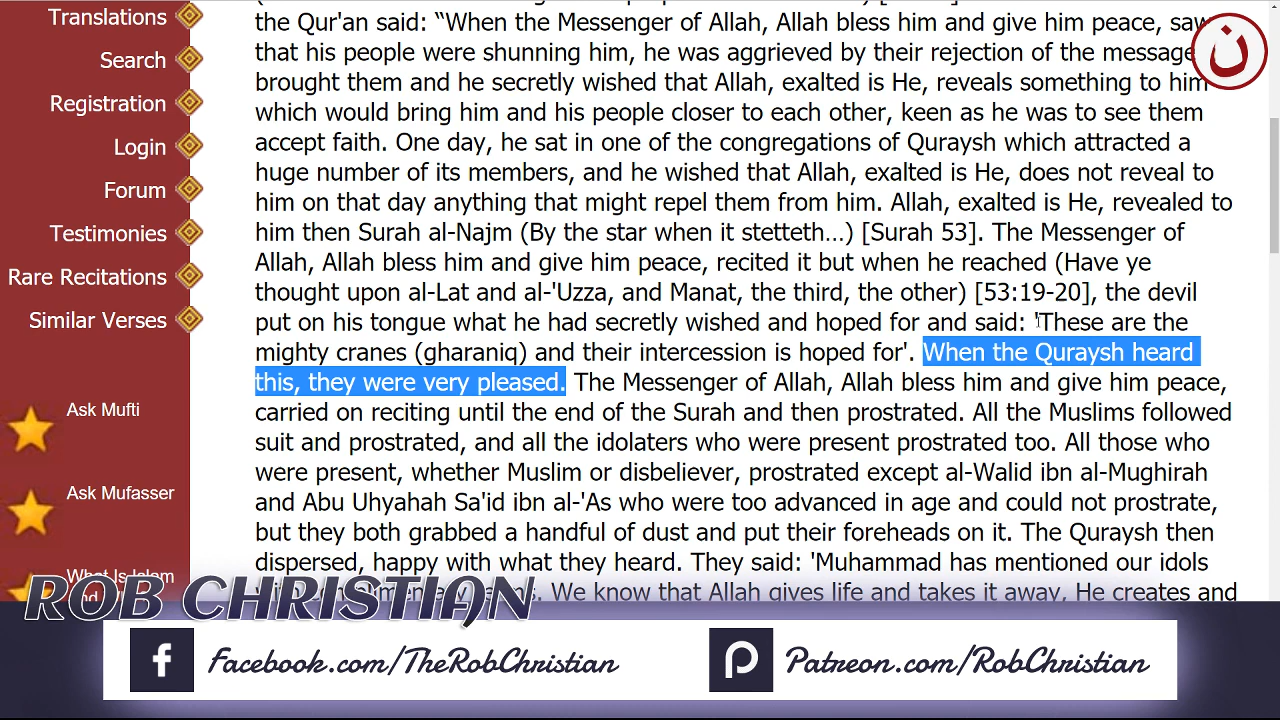 Translations
Search
Registration
Login
Forum
Testimonies
Rare Recitations
Similar Verses
Ask Mufti
Ask Mufasser
What Is Islam
the Qur'an said: “When the Messenger of Allah, Allah bless him and give him peace, saw
that his people were shunning him, he was aggrieved by their rejection of the message
brought them and he secretly wished that Allah, exalted is He, reveals something to him
which would bring him and his people closer to each other, keen as he was to see them
accept faith. One day, he sat in one of the congregations of Quraysh which attracted a
huge number of its members, and he wished that Allah, exalted is He, does not reveal to
him on that day anything that might repel them from him. Allah, exalted is He, revealed to
him then Surah al-Najm (By the star when it stetteth...) [Surah 53]. The Messenger of
Allah, Allah bless him and give him peace, recited it but when he reached (Have ye
thought upon al-Lat and al-'Uzza, and Manat, the third, the other) [53:19-20], the devil
put on his tongue what he had secretly wished and hoped for and said: 'These are the
mighty cranes (gharaniq) and their intercession is hoped for'. When the Quraysh heard
this, they were very pleased. The Messenger of Allah, Allah bless him and give him peace,
carried on reciting until the end of the Surah and then prostrated. All the Muslims followed
suit and prostrated, and all the idolaters who were present prostrated too. All those who
were present, whether Muslim or disbeliever, prostrated except al-Walid ibn al-Mughirah
and Abu Uhyahah Sa'id ibn al-'As who were too advanced in age and could not prostrate,
but they both grabbed a handful of dust and put their foreheads on it. The Quraysh then
dispersed, happy with what they heard. They said: 'Muhammad has mentioned our idols
We know that Allah gives life and takes it away, He creates and
ن
ROB CHRISTIAN
Facebook.com/TheRobChristian
Patreon.com/RobChristian